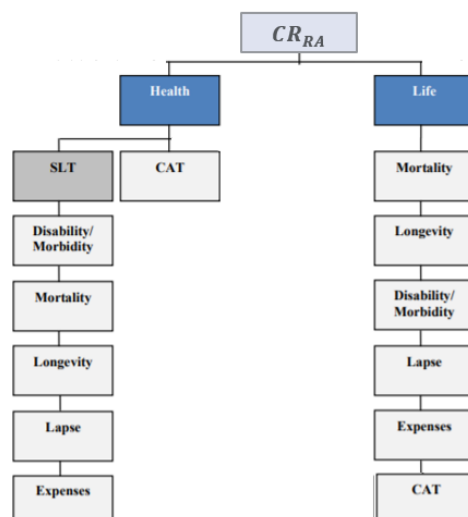 CR_RA
Health
Life
SLT
CAT
Mortality
Disability/
Morbidity
Longevity
Mortality
Disability/
Morbidity
Longevity
Lapse
Lapse
Expenses
Expenses
CAT